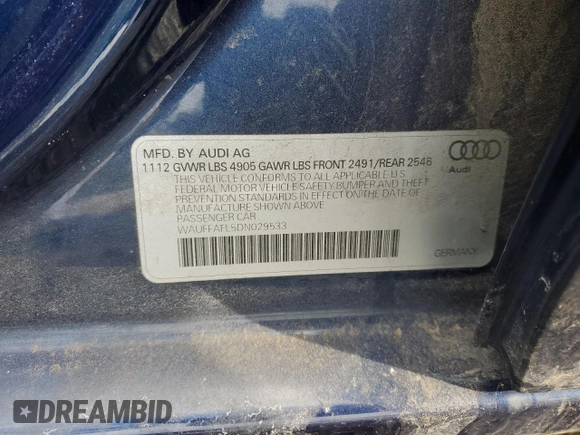 MFD. BY AUDI AG
1112 GVWR LBS 4905 GAWR LBS FRONT 2491/REAR 2546
THIS VEHICLE CONFORMS TO ALL APPLICABLE U.S.
FEDERAL MOTOR VEHICLE SAFETY, BUMPER AND THEFT
PREVENTION STANDARDS IN EFFECT ON THE DATE OF
MANUFACTURE SHOWN ABOVE
PASSENGER CAR
WAUFFAFL5DN029533
Audi
GERMANY
DREAMBID